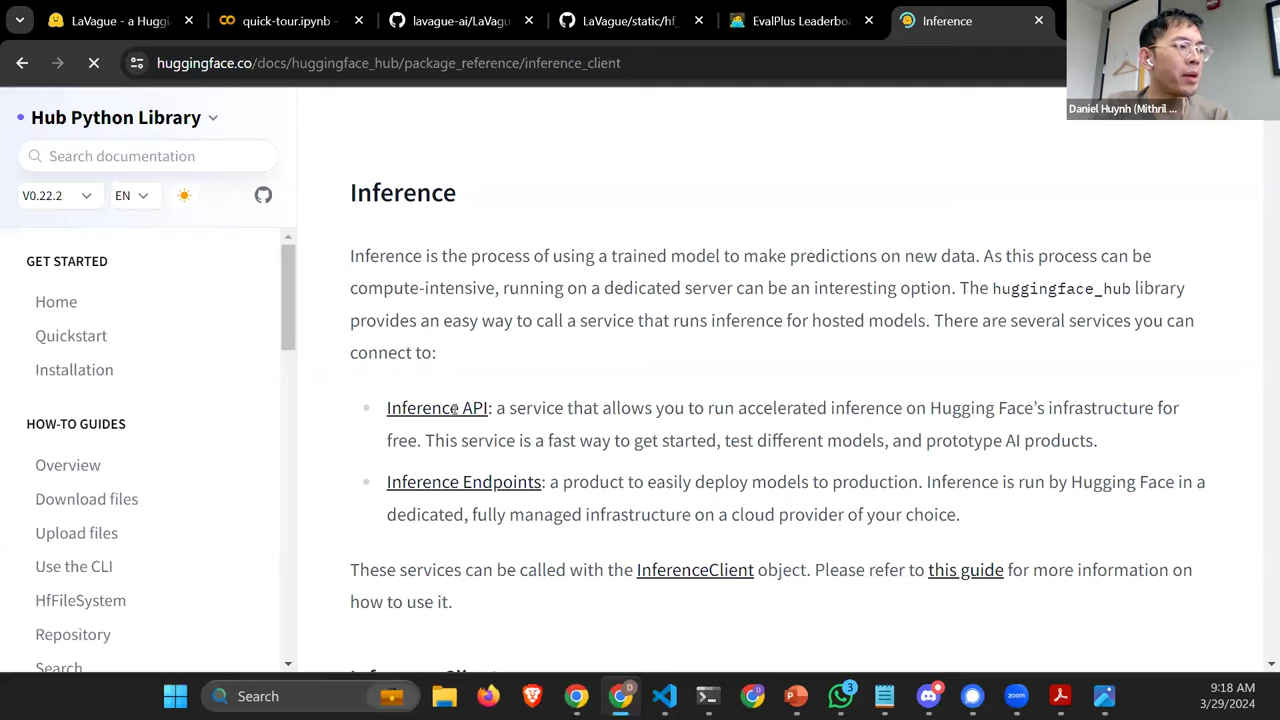 LaVague - a Huggi
quick-tour.ipynb -
lavague-ai/LaVagu
LaVague/static/hf_
EvalPlus Leaderbo
Inference
huggingface.co/docs/huggingface_hub/package_reference/inference_client
Daniel Huynh (Mithril ...
Hub Python Library
Search documentation
V0.22.2
EN
GET STARTED
Home
Quickstart
Installation
HOW-TO GUIDES
Overview
Download files
Upload files
Use the CLI
HfFileSystem
Repository
Search
Inference
Inference is the process of using a trained model to make predictions on new data. As this process can be
compute-intensive, running on a dedicated server can be an interesting option. The huggingface_hub library
provides an easy way to call a service that runs inference for hosted models. There are several services you can
connect to:
Inference API: a service that allows you to run accelerated inference on Hugging Face’s infrastructure for
free. This service is a fast way to get started, test different models, and prototype AI products.
Inference Endpoints: a product to easily deploy models to production. Inference is run by Hugging Face in a
dedicated, fully managed infrastructure on a cloud provider of your choice.
These services can be called with the InferenceClient object. Please refer to this guide for more information on
how to use it.
Search
3
zoom
9:18 AM
3/29/2024